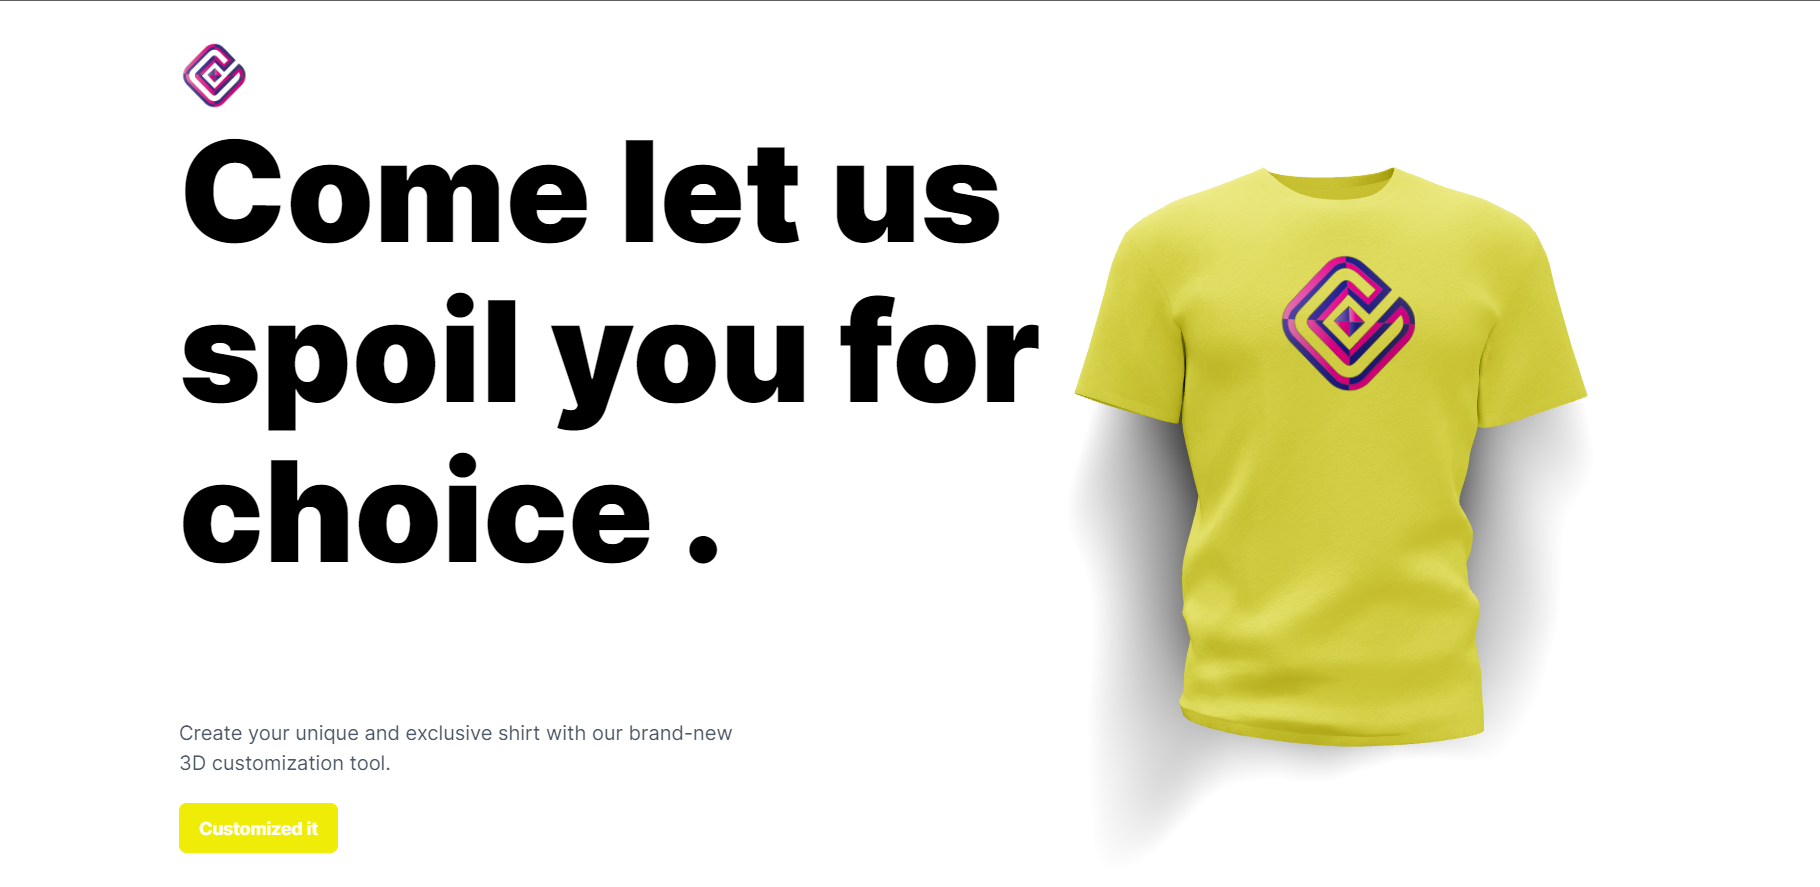 Come let us
spoil you for
choice .
Create your unique and exclusive shirt with our brand-new
3D customization tool.
Customized it